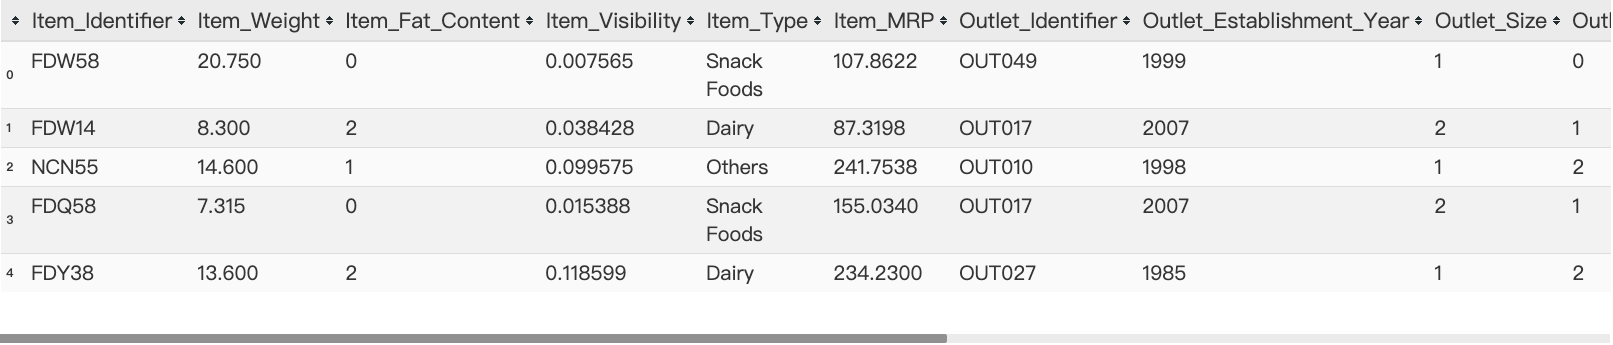 Item_Identifier Item_Weight Item_Fat_Content Item_Visibility Item_Type Item_MRP Outlet_Identifier Outlet_Establishment_Year Outlet_Size Outl
0 FDW58 20.750 0 0.007565 Snack Foods 107.8622 OUT049 1999 1 0
1 FDW14 8.300 2 0.038428 Dairy 87.3198 OUT017 2007 2 1
2 NCN55 14.600 1 0.099575 Others 241.7538 OUT010 1998 1 2
3 FDQ58 7.315 0 0.015388 Snack Foods 155.0340 OUT017 2007 2 1
4 FDY38 13.600 2 0.118599 Dairy 234.2300 OUT027 1985 1 2